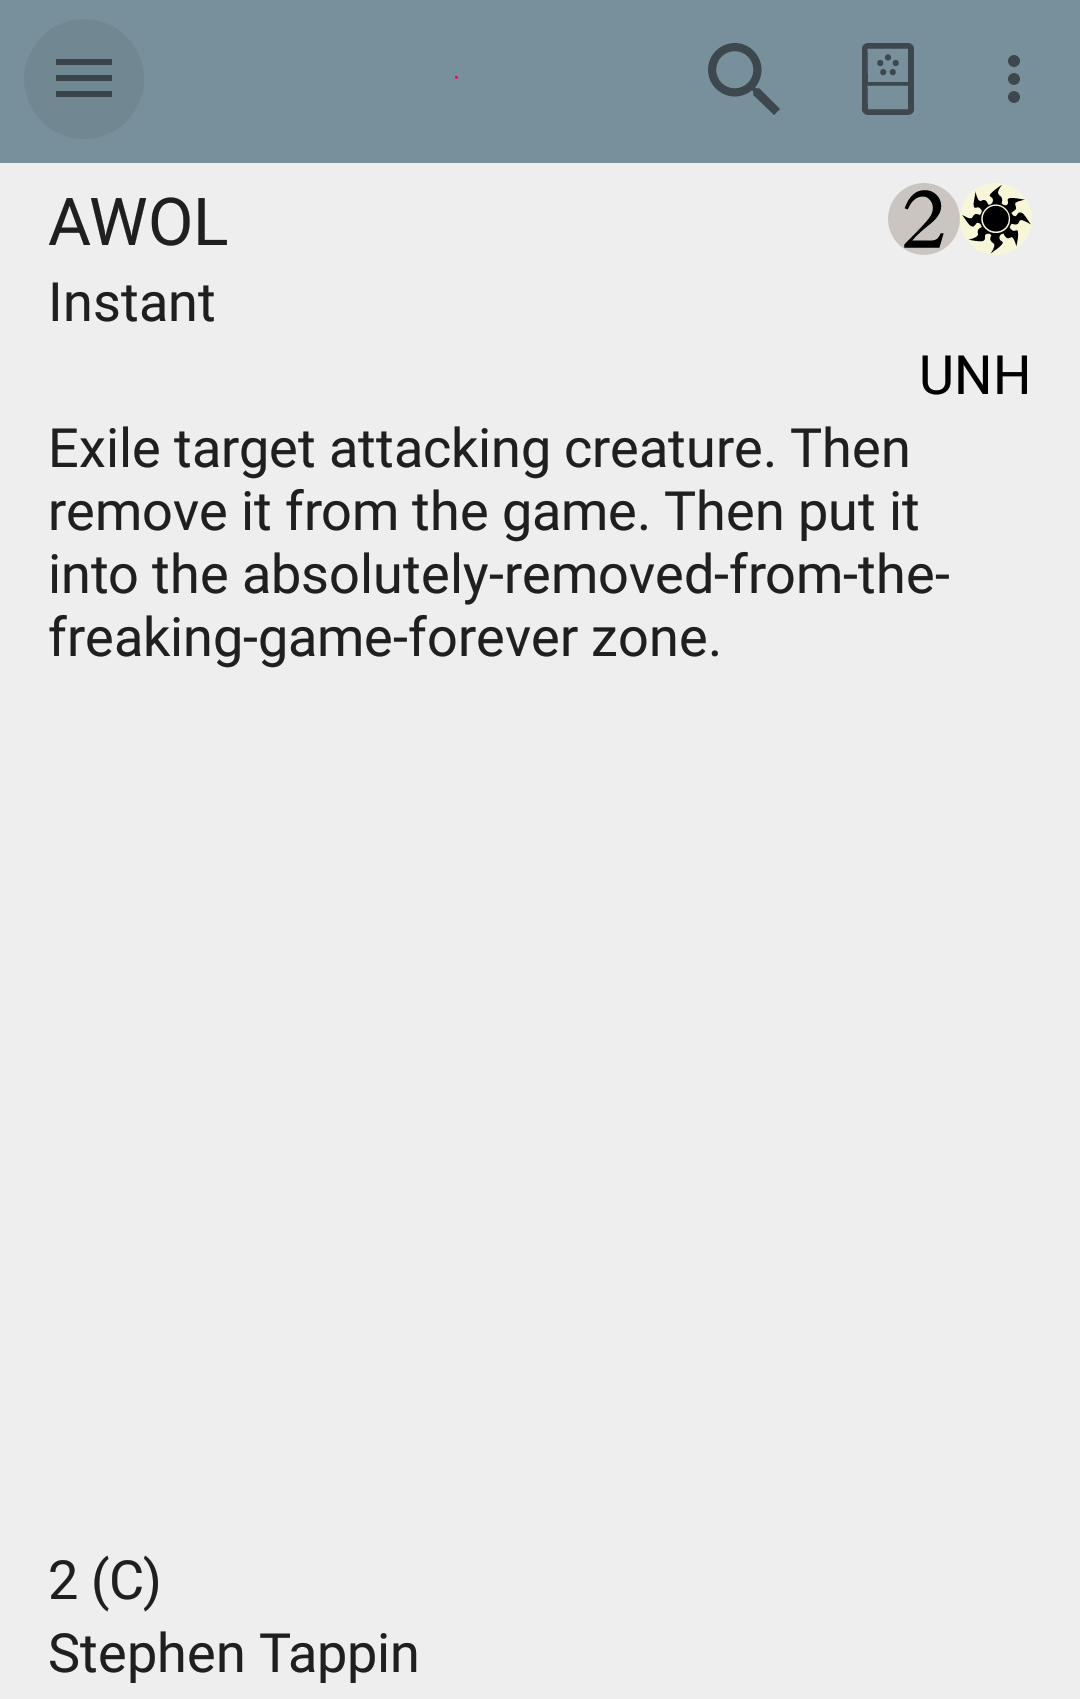 AWOL 2
Instant
UNH
Exile target attacking creature. Then
remove it from the game. Then put it
into the absolutely-removed-from-the-
freaking-game-forever zone.
2 (C)
Stephen Tappin